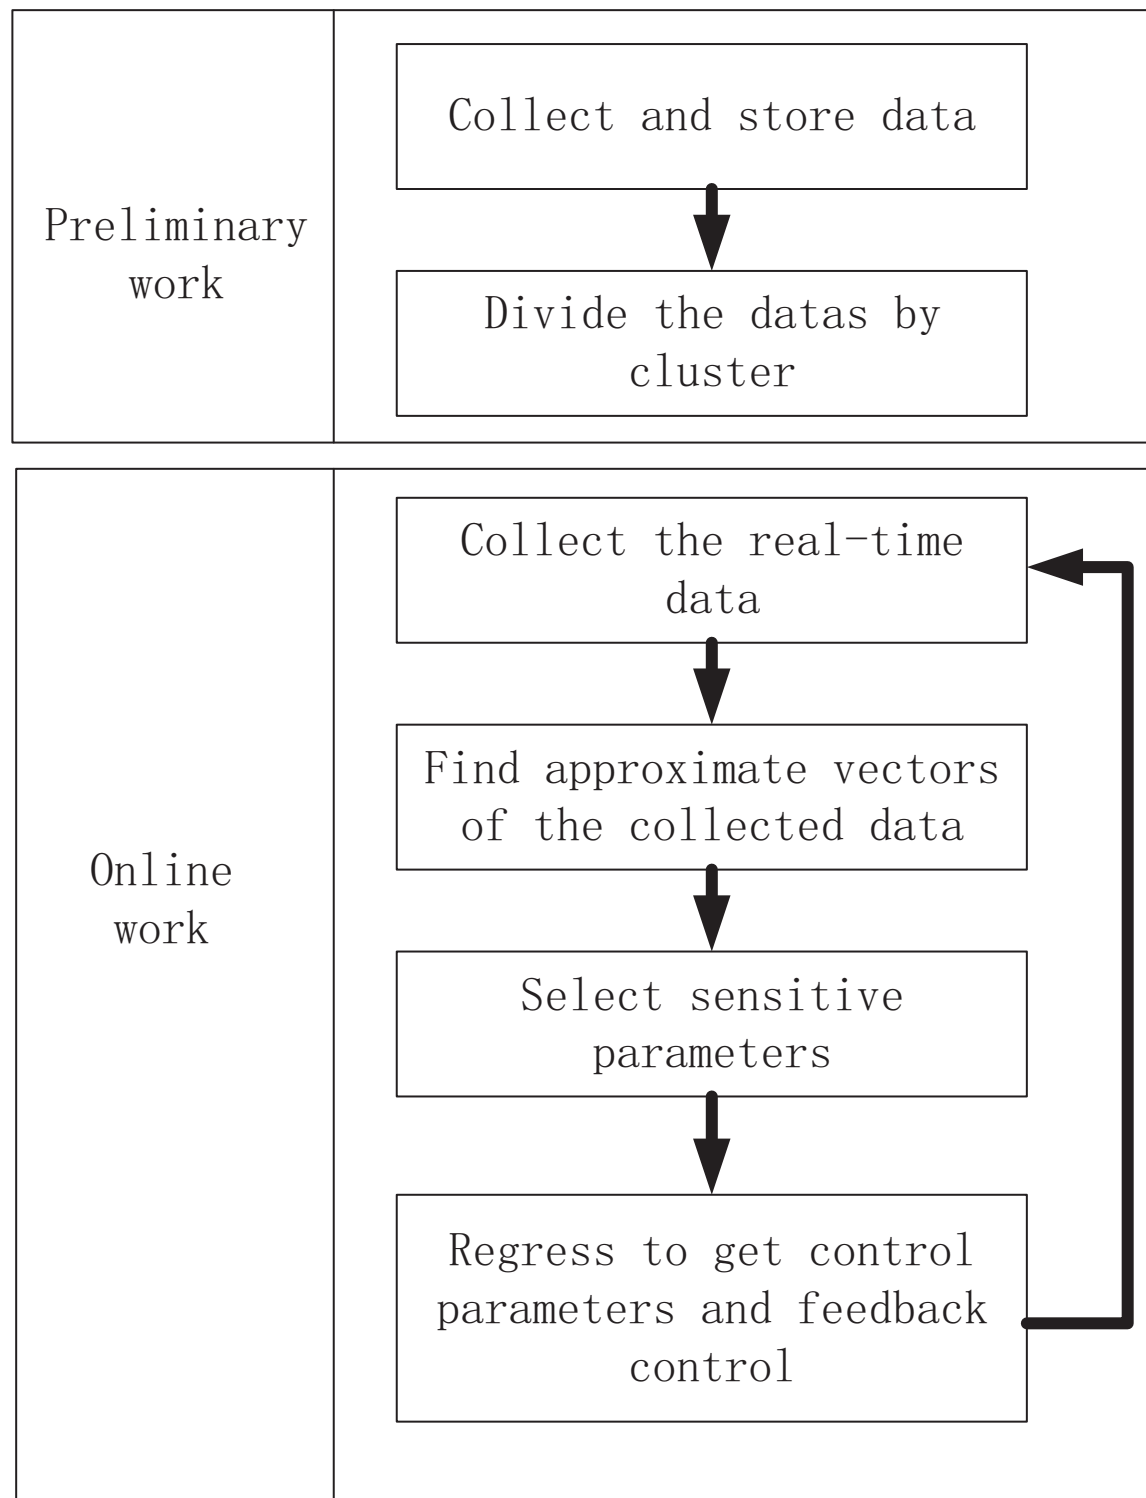 Preliminary
work
Collect and store data
Divide the datas by
cluster
Online
work
Collect the real-time
data
Find approximate vectors
of the collected data
Select sensitive
parameters
Regress to get control
parameters and feedback
control